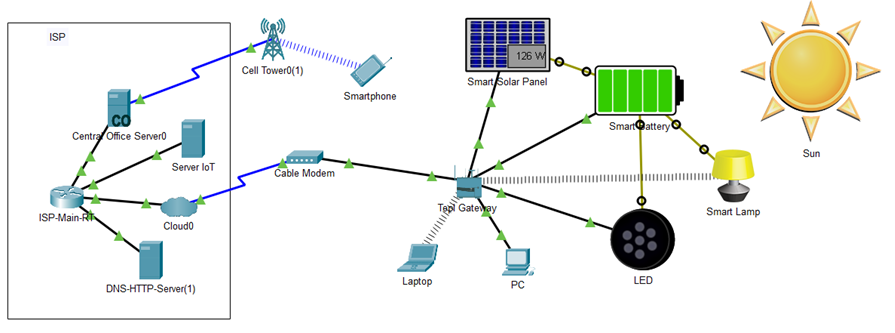 ISP
Cell Tower0(1)
Smartphone
126 W
Smart Solar Panel
Smart Battery
Sun
CO
Central Office Server0
Server IoT
Cable Modem
ISP-Main-RT
Cloud0
Tepl Gateway
Smart Lamp
DNS-HTTP-Server(1)
Laptop
PC
LED